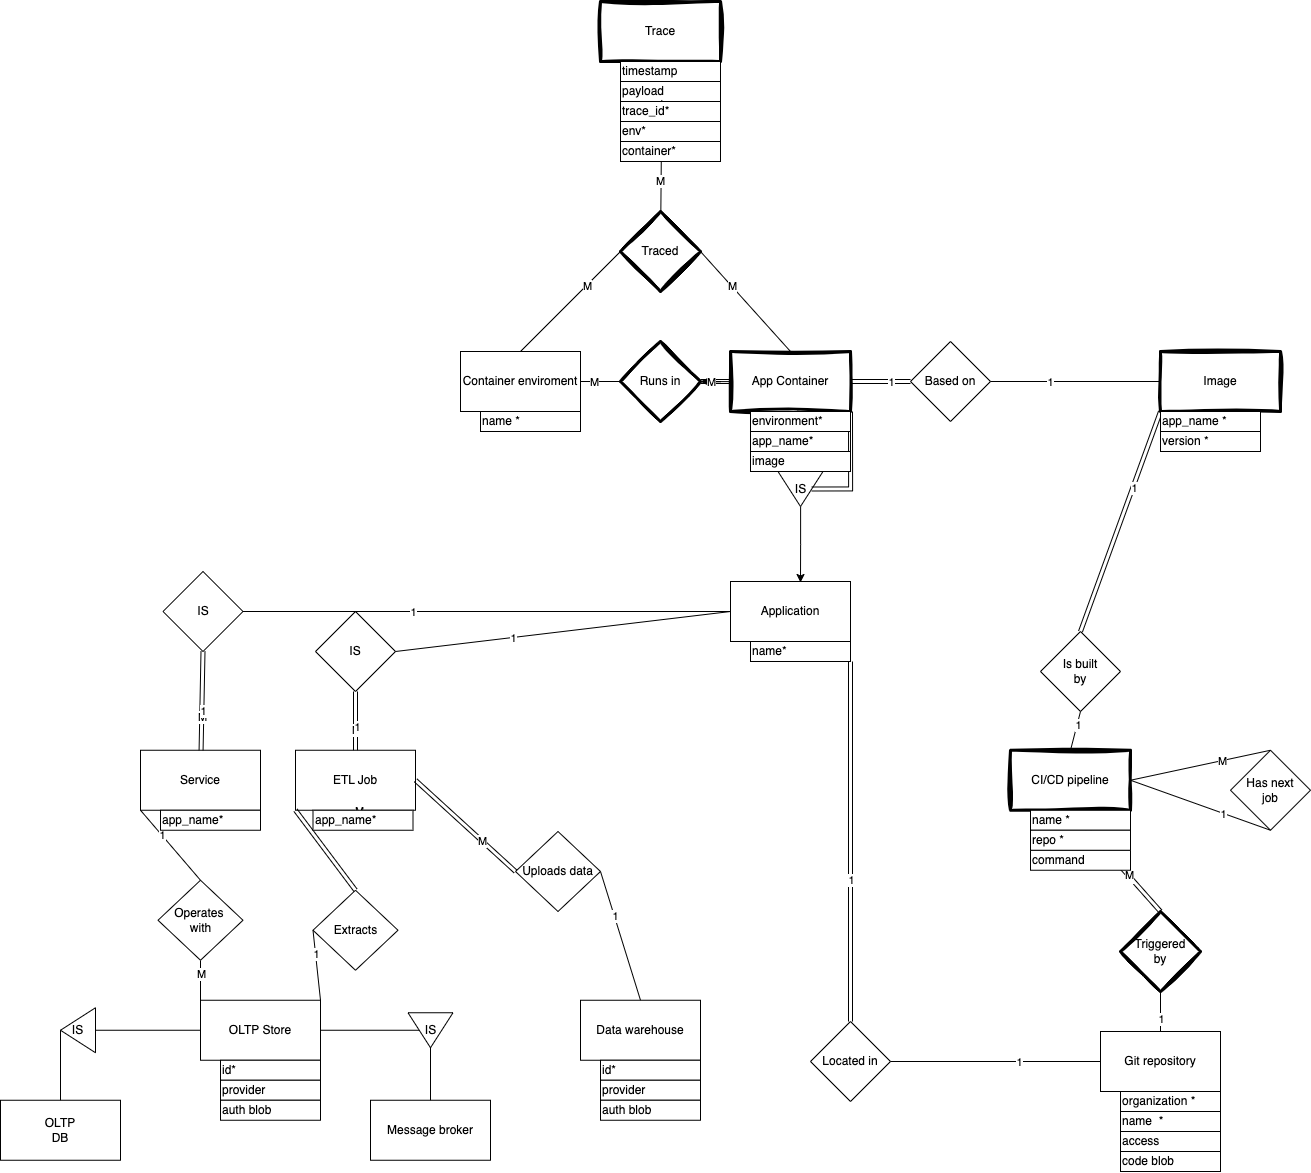 Trace
timestamp
payload
trace_id*
env*
container*
M
Traced
M
M
Container enviroment
M
Runs in
M
App Container
1
Based on
1
Image
name *
environment*
app_name*
image
app_name *
version *
IS
1
IS
1
Application
name*
IS
1
Is built
by
1
1
1
Service
ETL Job
CI/CD pipeline
M
Has next
job
1
app_name*
app_name*
name *
repo *
command
1
M
Uploads data
M
1
Operates
with
Extracts
1
Triggered
by
1
M
1
OLTP Store
IS
IS
Data warehouse
Located in
1
Git repository
id*
provider
auth blob
id*
provider
auth blob
OLTP
DB
Message broker
organization *
name *
access
code blob